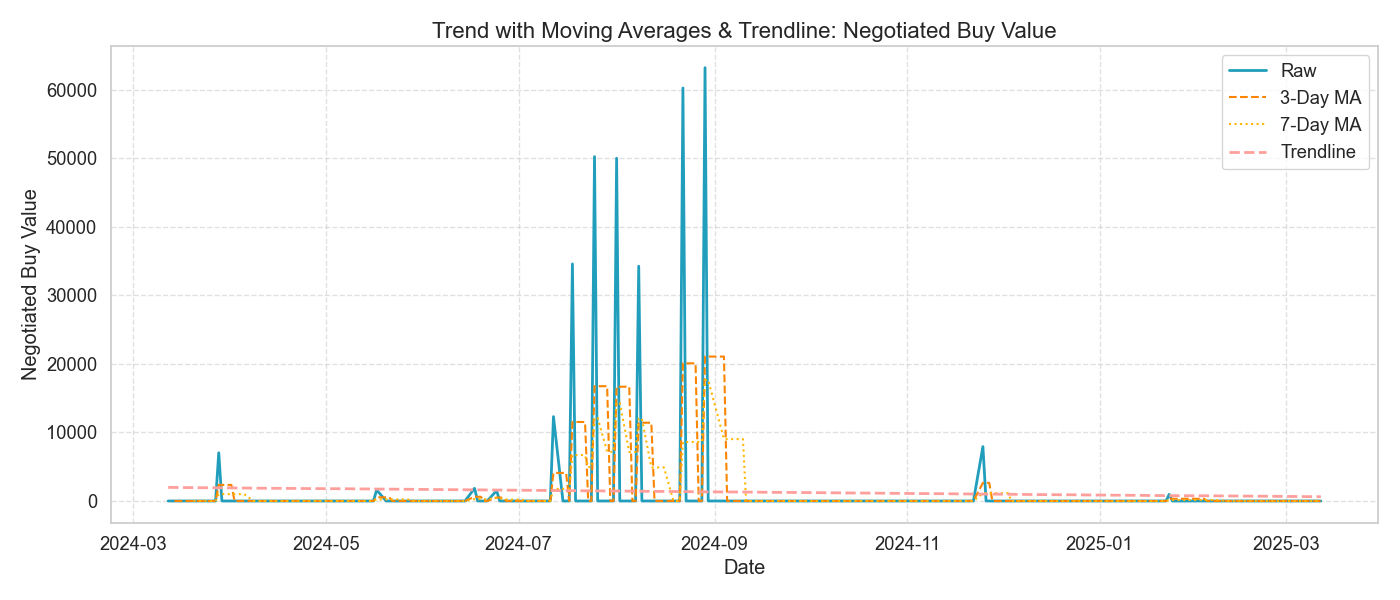 Trend with Moving Averages & Trendline: Negotiated Buy Value
Raw
3-Day MA
7-Day MA
Trendline
Negotiated Buy Value
60000
50000
40000
30000
20000
10000
0
2024-03
2024-05
2024-07
2024-09
2024-11
2025-01
2025-03
Date